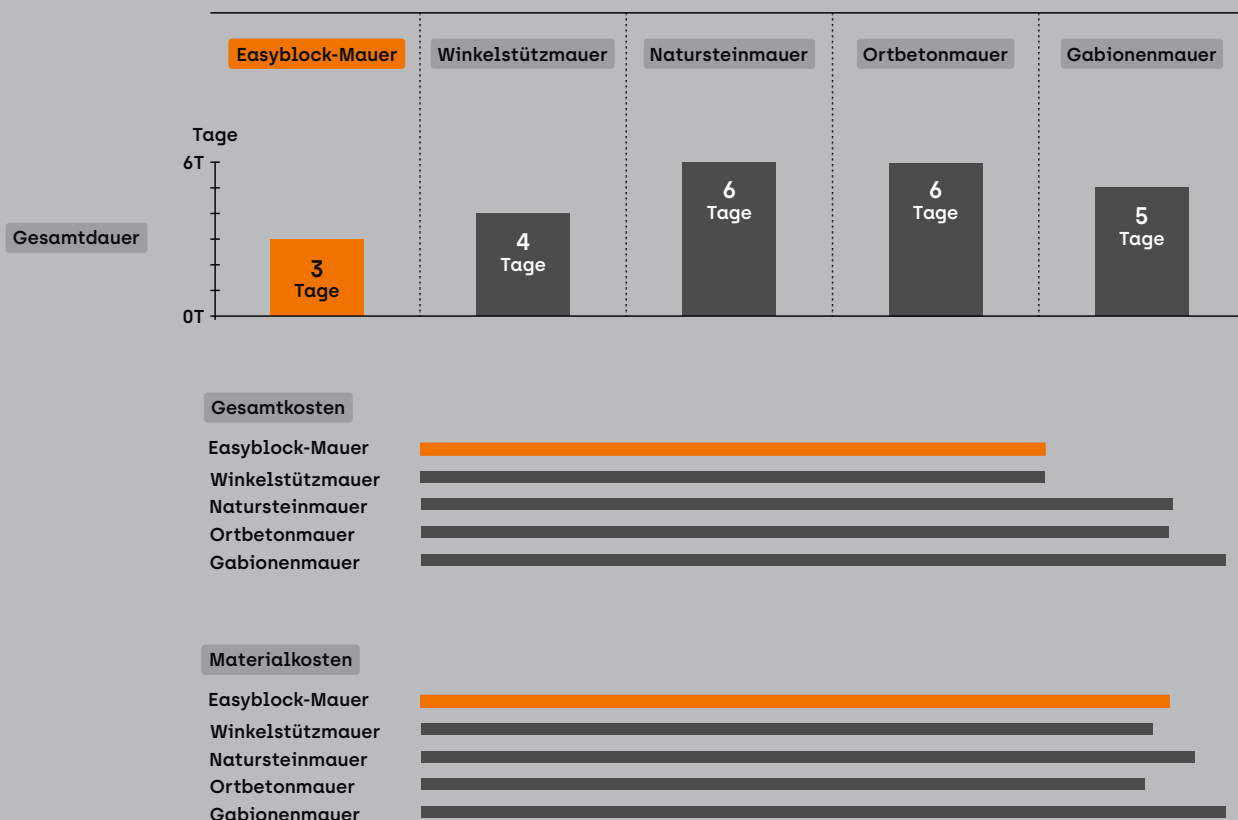 Easyblock-Mauer Winkelstützmauer Natursteinmauer Ortbetonmauer Gabionenmauer
Tage
6T
Gesamtdauer
0T
3
Tage
4
Tage
6
Tage
6
Tage
5
Tage
Gesamtkosten
Easyblock-Mauer
Winkelstützmauer
Natursteinmauer
Ortbetonmauer
Gabionenmauer
Materialkosten
Easyblock-Mauer
Winkelstützmauer
Natursteinmauer
Ortbetonmauer
Gabionenmauer